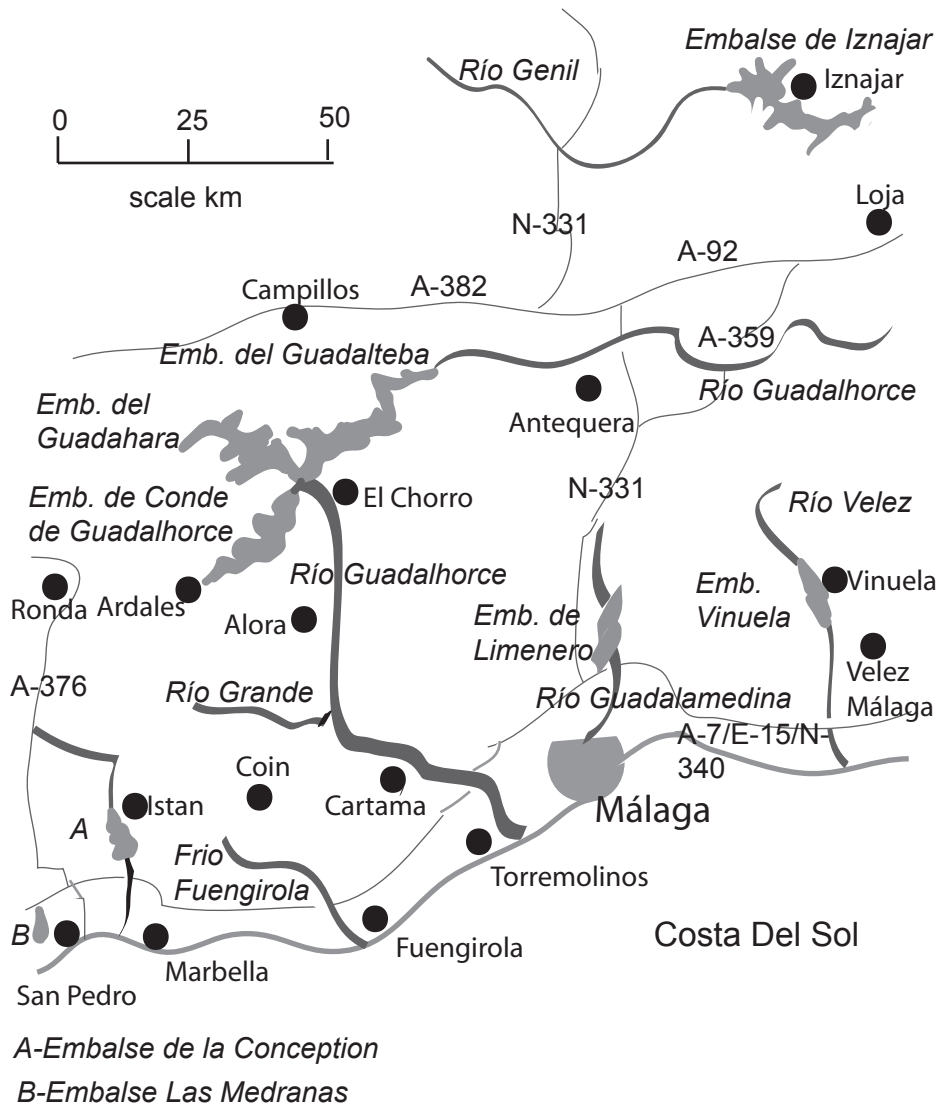 Embalse de Iznajar
Río Genil
Iznajar
0 25 50
scale km
Loja
N-331
A-92
Campillos
A-382
A-359
Emb. del Guadalteba
Río Guadalhorce
Emb. del
Guadahara
Antequera
El Chorro
N-331
Emb. de Conde
de Guadalhorce
Río Velez
Río Guadalhorce
Ronda
Ardales
Alora
Emb. de
Limenero
Emb.
Vinuela
Vinuela
Velez
Málaga
A-376
Río Grande
Río Guadalamedina
A-7/E-15/N-
340
Coin
Istan
Cartama
Málaga
A
Frio
Fuengirola
Torremolinos
B
Fuengirola
Costa Del Sol
Marbella
San Pedro
A-Embalse de la Conception
B-Embalse Las Medranas